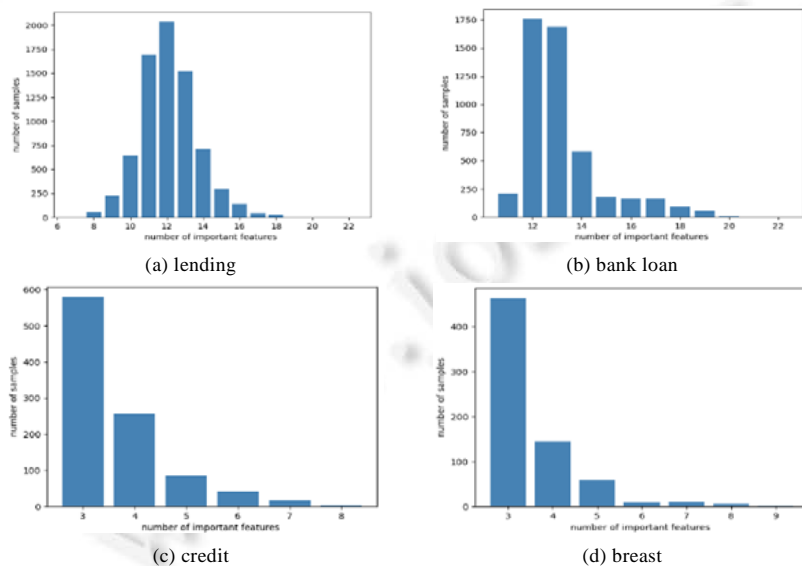 2000
1750
1500
1250
1000
750
500
250
0
number of samples
6 8 10 12 14 16 18 20 22
number of important features
(a) lending
1750
1500
1250
1000
750
500
250
0
number of samples
12 14 16 18 20 22
number of important features
(b) bank loan
600
500
400
300
200
100
0
number of samples
3 4 5 6 7 8
number of important features
(c) credit
400
300
200
100
0
number of samples
3 4 5 6 7 8 9
number of important features
(d) breast